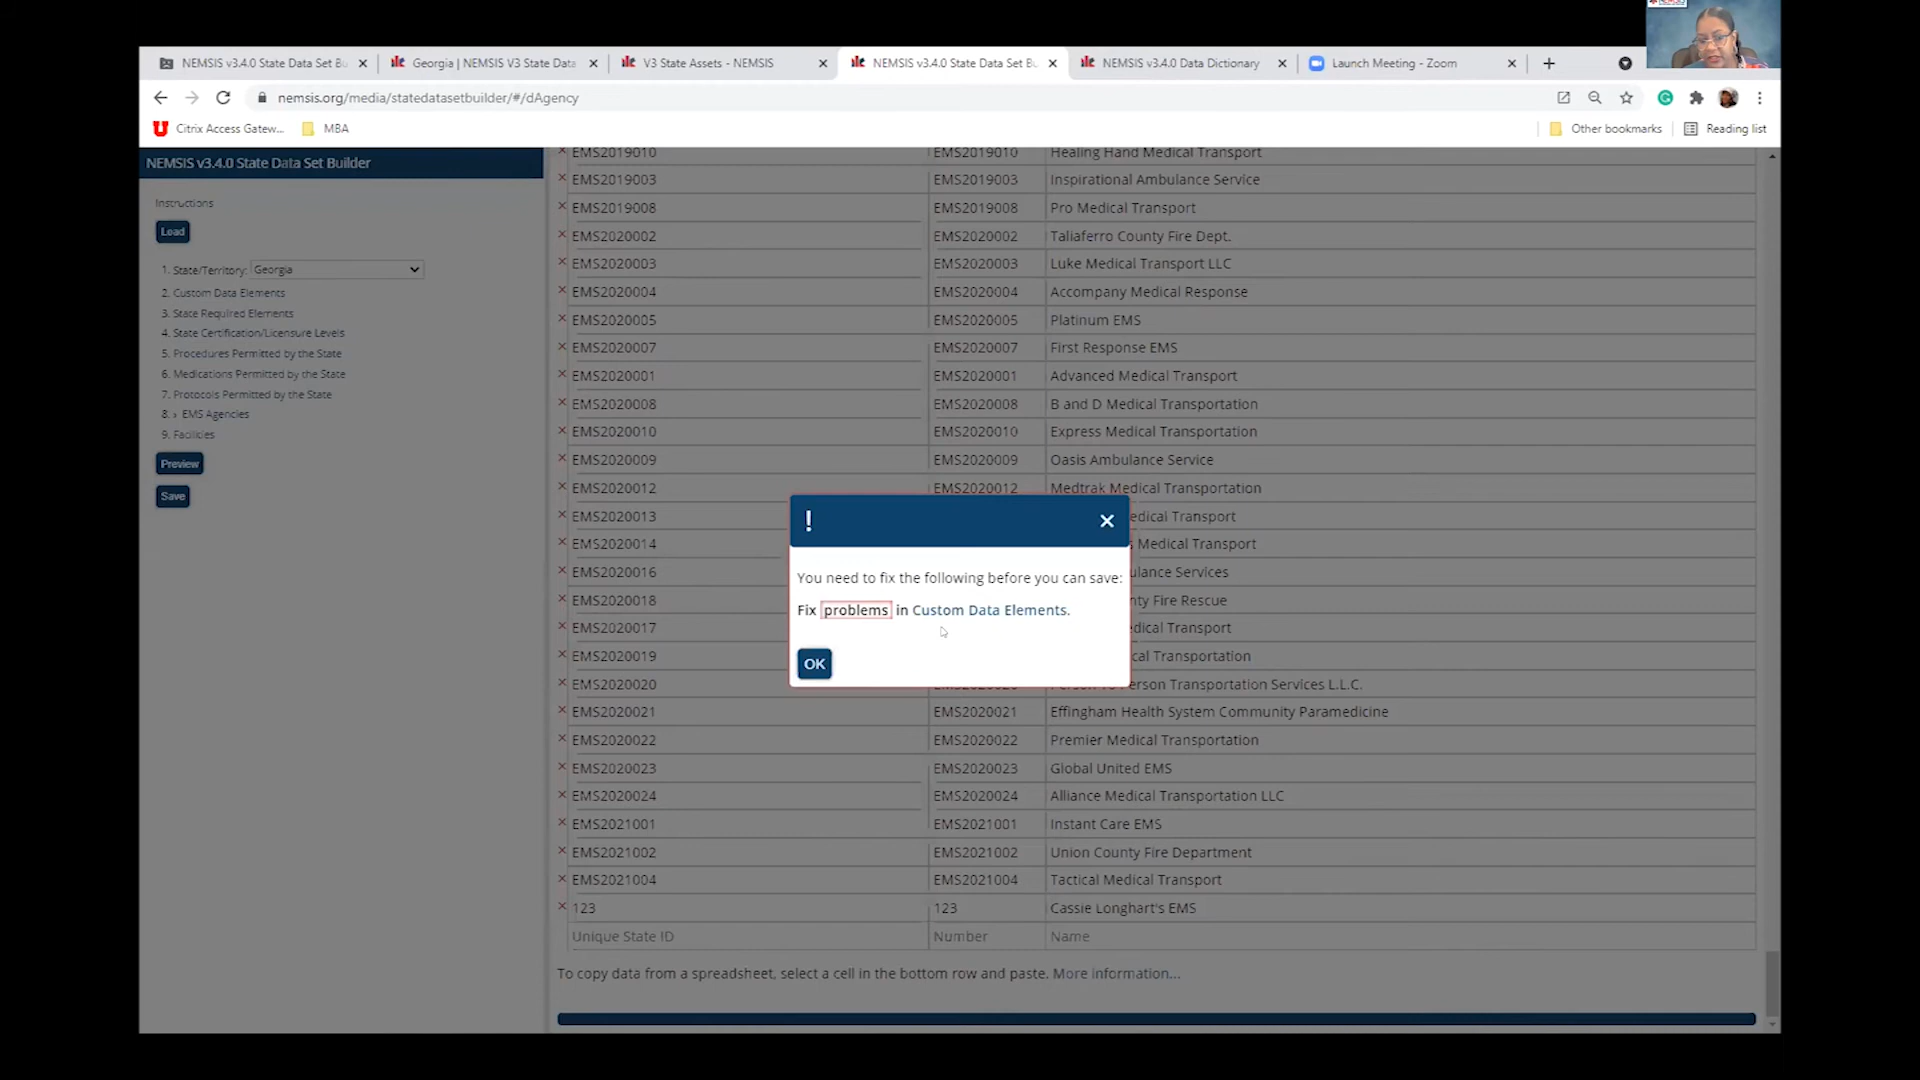 NEMSIS v3.4.0 State Data Set Bu
Georgia | NEMSIS V3 State Data
V3 State Assets - NEMSIS
NEMSIS v3.4.0 State Data Set Bu
NEMSIS v3.4.0 Data Dictionary
Launch Meeting - Zoom
nemsis.org/media/statedatasetbuilder/#/dAgency
Citrix Access Gatew...
MBA
Other bookmarks
Reading list
NEMSIS v3.4.0 State Data Set Builder
Instructions
Load
1. State/Territory: Georgia
2. Custom Data Elements
3. State Required Elements
4. State Certification/Licensure Levels
5. Procedures Permitted by the State
6. Medications Permitted by the State
7. Protocols Permitted by the State
8. › EMS Agencies
9. Facilities
Preview
Save
EMS2019010 EMS2019010 Healing Hand Medical Transport
EMS2019003 EMS2019003 Inspirational Ambulance Service
EMS2019008 EMS2019008 Pro Medical Transport
EMS2020002 EMS2020002 Taliaferro County Fire Dept.
EMS2020003 EMS2020003 Luke Medical Transport LLC
EMS2020004 EMS2020004 Accompany Medical Response
EMS2020005 EMS2020005 Platinum EMS
EMS2020007 EMS2020007 First Response EMS
EMS2020001 EMS2020001 Advanced Medical Transport
EMS2020008 EMS2020008 B and D Medical Transportation
EMS2020010 EMS2020010 Express Medical Transportation
EMS2020009 EMS2020009 Oasis Ambulance Service
EMS2020012 EMS2020012 Medtrak Medical Transportation
EMS2020013 edical Transport
EMS2020014 s Medical Transport
EMS2020016 ulance Services
EMS2020018 nty Fire Rescue
EMS2020017 dical Transport
EMS2020019 cal Transportation
EMS2020020 erson Transportation Services L.L.C.
EMS2020021 EMS2020021 Effingham Health System Community Paramedicine
EMS2020022 EMS2020022 Premier Medical Transportation
EMS2020023 EMS2020023 Global United EMS
EMS2020024 EMS2020024 Alliance Medical Transportation LLC
EMS2021001 EMS2021001 Instant Care EMS
EMS2021002 EMS2021002 Union County Fire Department
EMS2021004 EMS2021004 Tactical Medical Transport
123 123 Cassie Longhart's EMS
Unique State ID Number Name
To copy data from a spreadsheet, select a cell in the bottom row and paste. More information...
!
You need to fix the following before you can save:
Fix problems in Custom Data Elements.
OK